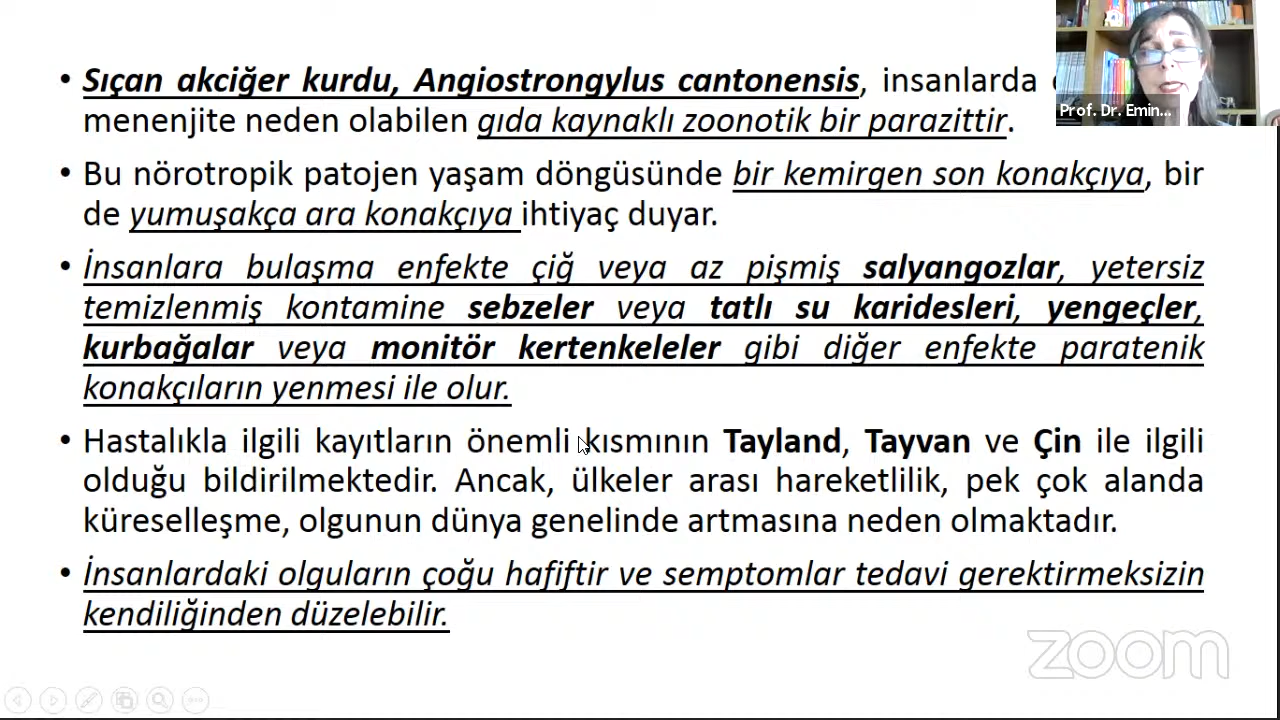 • Sıçan akciğer kurdu, Angiostrongylus cantonensis, insanlarda
menenjite neden olabilen gıda kaynaklı zoonotik bir parazittir.
• Bu nörotropik patojen yaşam döngüsünde bir kemirgen son konakçıya, bir
de yumuşakça ara konakçıya ihtiyaç duyar.
• İnsanlara bulaşma enfekte çiğ veya az pişmiş salyangozlar, yetersiz
temizlenmiş kontamine sebzeler veya tatlı su karidesleri, yengeçler,
kurbağalar veya monitör kertenkeleler gibi diğer enfekte paratenik
konakçıların yenmesi ile olur.
• Hastalıkla ilgili kayıtların önemli kısmının Tayland, Tayvan ve Çin ile ilgili
olduğu bildirilmektedir. Ancak, ülkeler arası hareketlilik, pek çok alanda
küreselleşme, olgunun dünya genelinde artmasına neden olmaktadır.
• İnsanlardaki olguların çoğu hafiftir ve semptomlar tedavi gerektirmeksizin
kendiliğinden düzelebilir.
Prof. Dr. Emin...
zoom